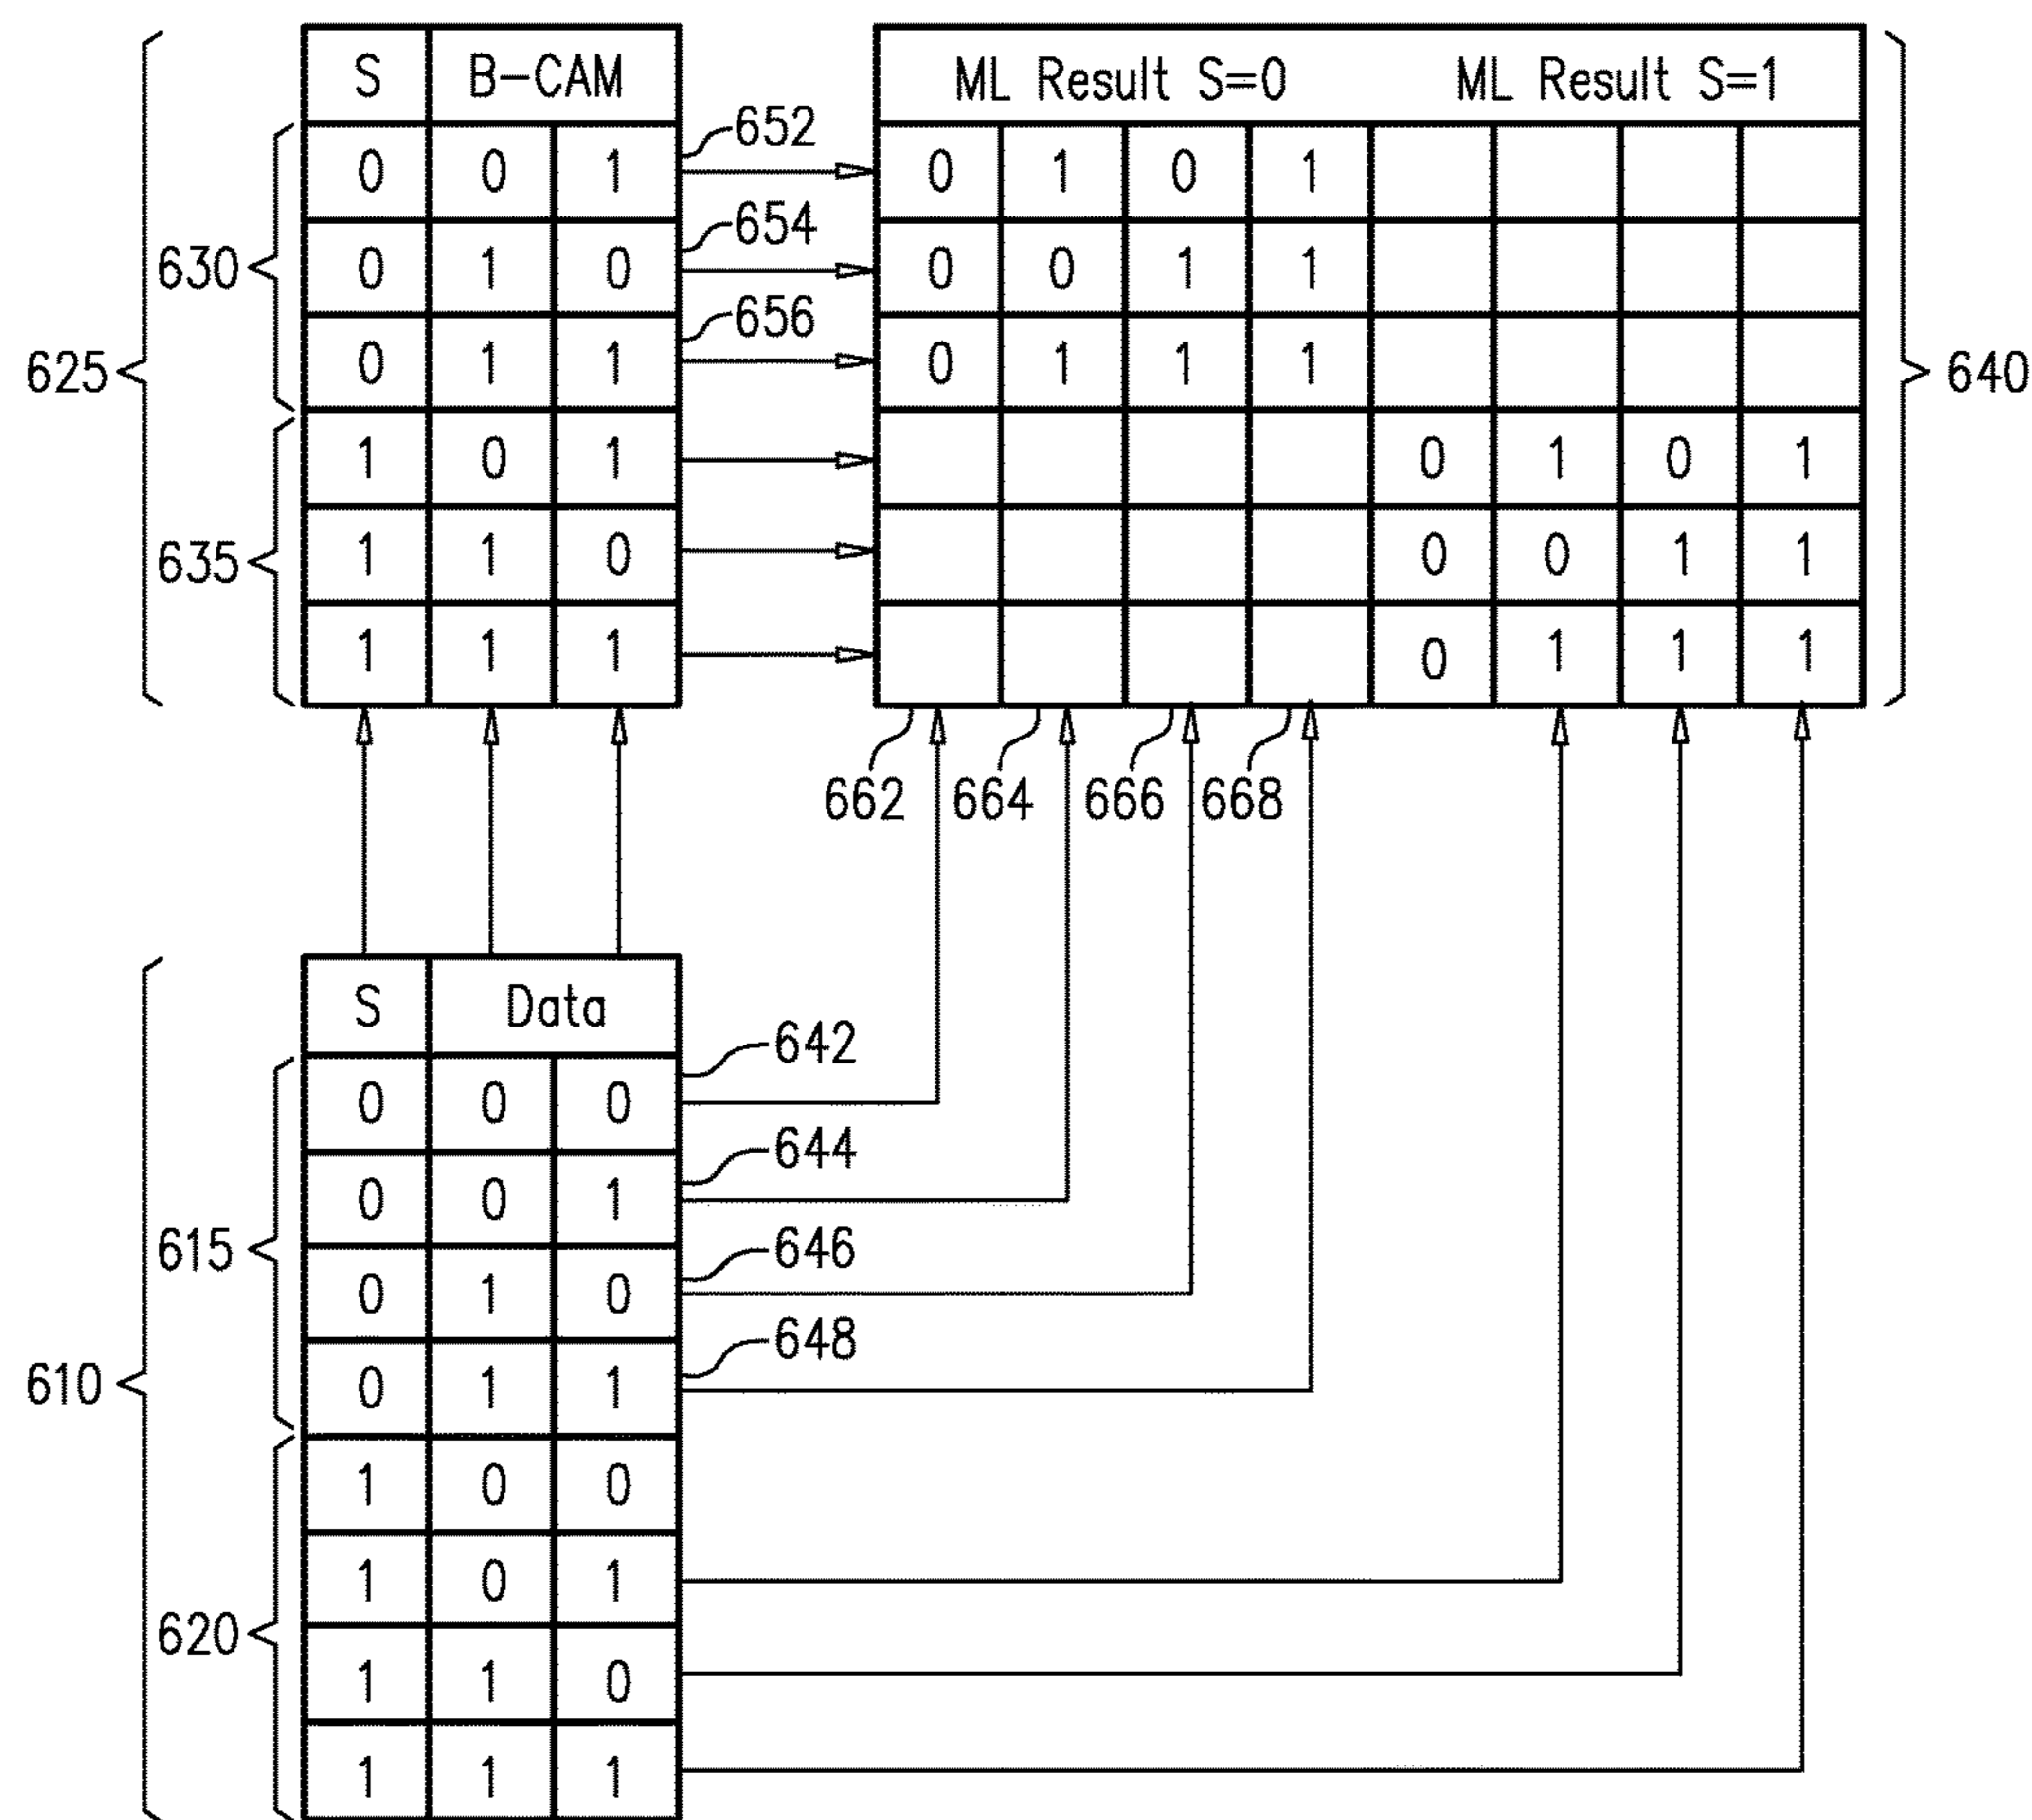 S B-CAM ML Result S=0 ML Result S=1
652
0 0 1 0 1 0 1
654
630 0 1 0 0 0 1 1
656
0 1 1 0 1 1 1
625 640
1 0 1 0 1 0 1
635 1 1 0 0 0 1 1
1 1 1 0 1 1 1
662 664 666 668
S Data
642
0 0 0
644
0 0 1
615 646
0 1 0
648
610 0 1 1
1 0 0
1 0 1
620
1 1 0
1 1 1